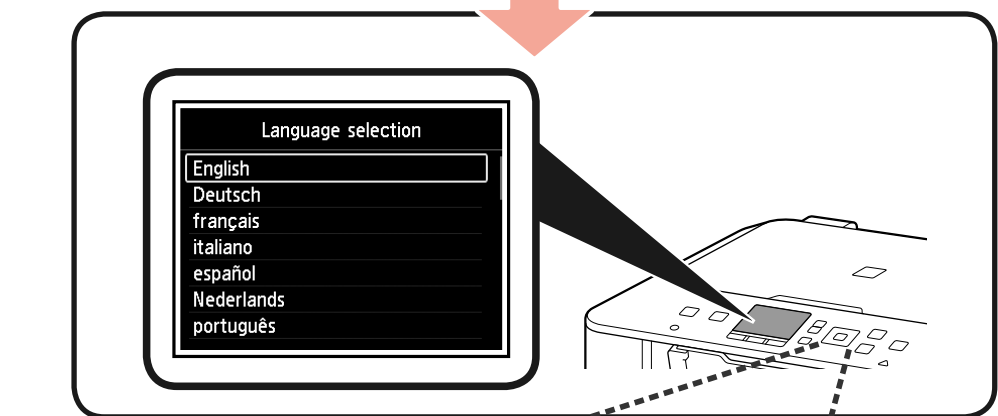 Language selection
English
Deutsch
français
italiano
español
Nederlands
português